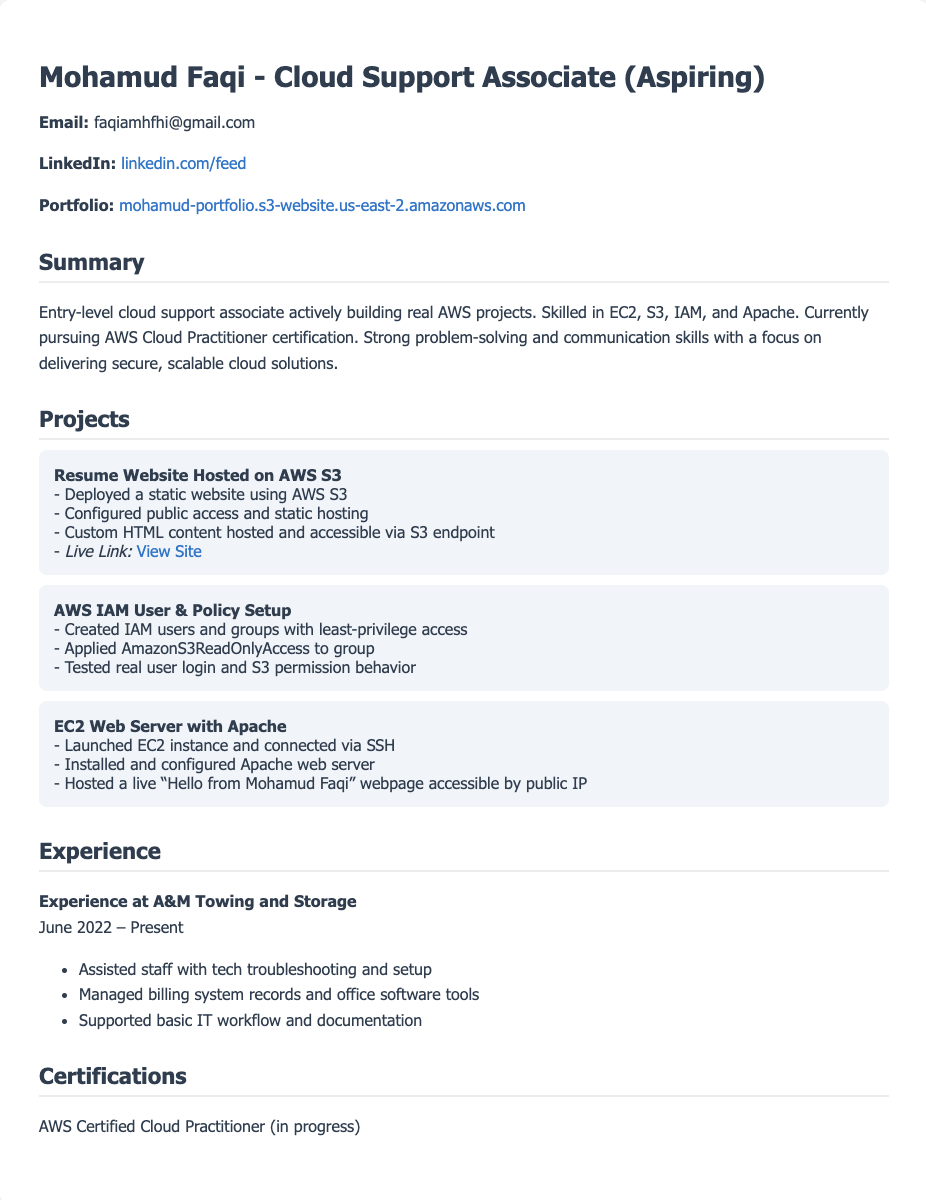 Mohamud Faqi - Cloud Support Associate (Aspiring)
Email: faqiamhfhi@gmail.com
LinkedIn: linkedin.com/feed
Portfolio: mohamud-portfolio.s3-website.us-east-2.amazonaws.com
Summary
Entry-level cloud support associate actively building real AWS projects. Skilled in EC2, S3, IAM, and Apache. Currently
pursuing AWS Cloud Practitioner certification. Strong problem-solving and communication skills with a focus on
delivering secure, scalable cloud solutions.
Projects
Resume Website Hosted on AWS S3
- Deployed a static website using AWS S3
- Configured public access and static hosting
- Custom HTML content hosted and accessible via S3 endpoint
- Live Link: View Site
AWS IAM User & Policy Setup
- Created IAM users and groups with least-privilege access
- Applied AmazonS3ReadOnlyAccess to group
- Tested real user login and S3 permission behavior
EC2 Web Server with Apache
- Launched EC2 instance and connected via SSH
- Installed and configured Apache web server
- Hosted a live “Hello from Mohamud Faqi” webpage accessible by public IP
Experience
Experience at A&M Towing and Storage
June 2022 – Present
• Assisted staff with tech troubleshooting and setup
• Managed billing system records and office software tools
• Supported basic IT workflow and documentation
Certifications
AWS Certified Cloud Practitioner (in progress)